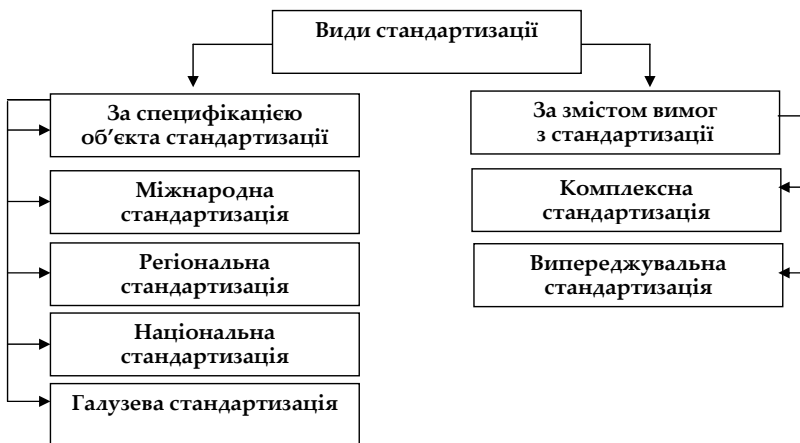 Види стандартизації
За специфікацією
об’єкта стандартизації
Міжнародна
стандартизація
Регіональна
стандартизація
Національна
стандартизація
Галузева стандартизація
За змістом вимог
з стандартизації
Комплексна
стандартизація
Випереджувальна
стандартизація